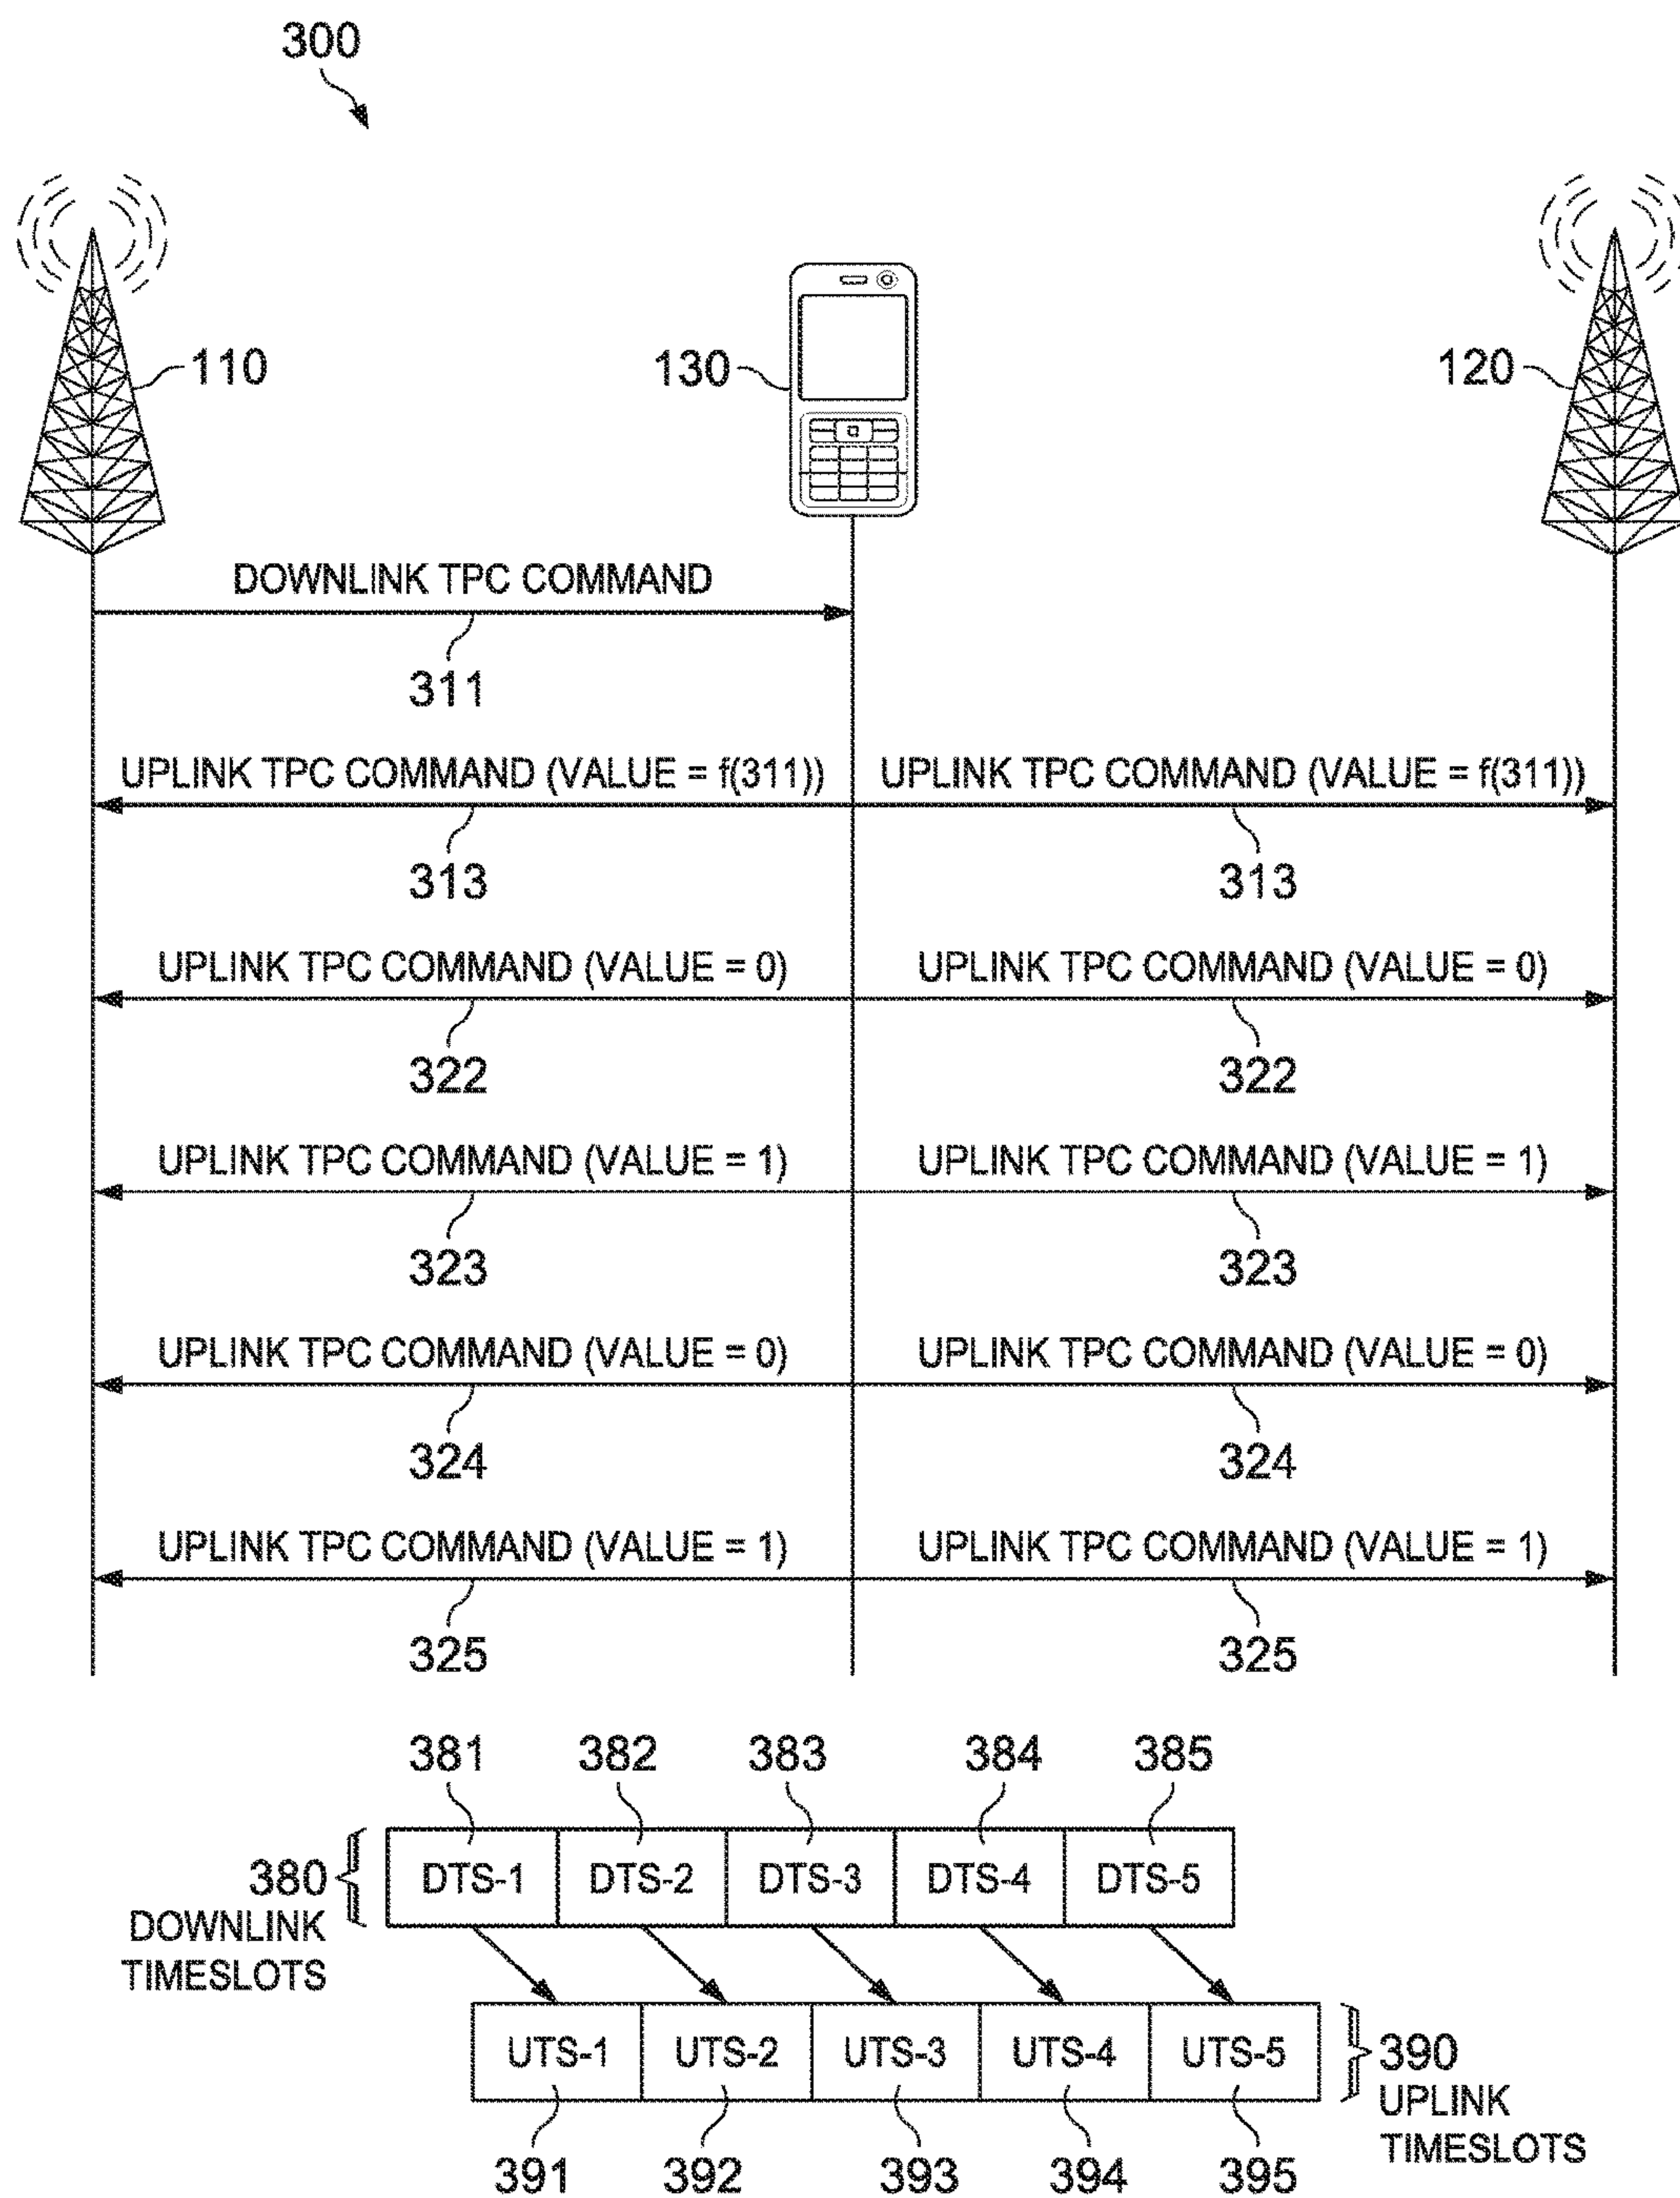 300
110
130
120
DOWNLINK TPC COMMAND
311
UPLINK TPC COMMAND (VALUE = f(311)) UPLINK TPC COMMAND (VALUE = f(311))
313 313
UPLINK TPC COMMAND (VALUE = 0) UPLINK TPC COMMAND (VALUE = 0)
322 322
UPLINK TPC COMMAND (VALUE = 1) UPLINK TPC COMMAND (VALUE = 1)
323 323
UPLINK TPC COMMAND (VALUE = 0) UPLINK TPC COMMAND (VALUE = 0)
324 324
UPLINK TPC COMMAND (VALUE = 1) UPLINK TPC COMMAND (VALUE = 1)
325 325
381 382 383 384 385
380
DOWNLINK
TIMESLOTS
DTS-1 DTS-2 DTS-3 DTS-4 DTS-5
UTS-1 UTS-2 UTS-3 UTS-4 UTS-5
390
UPLINK
TIMESLOTS
391 392 393 394 395